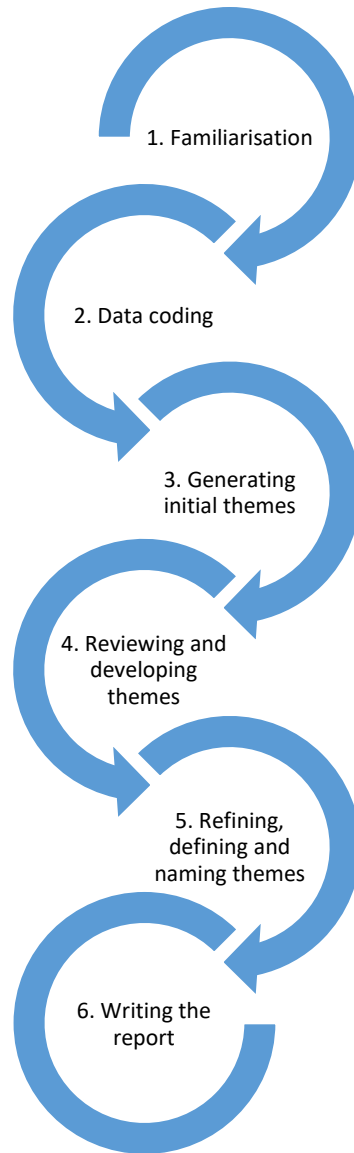 1. Familiarisation
2. Data coding
3. Generating
initial themes
4. Reviewing and
developing
themes
5. Refining,
defining and
naming themes
6. Writing the
report